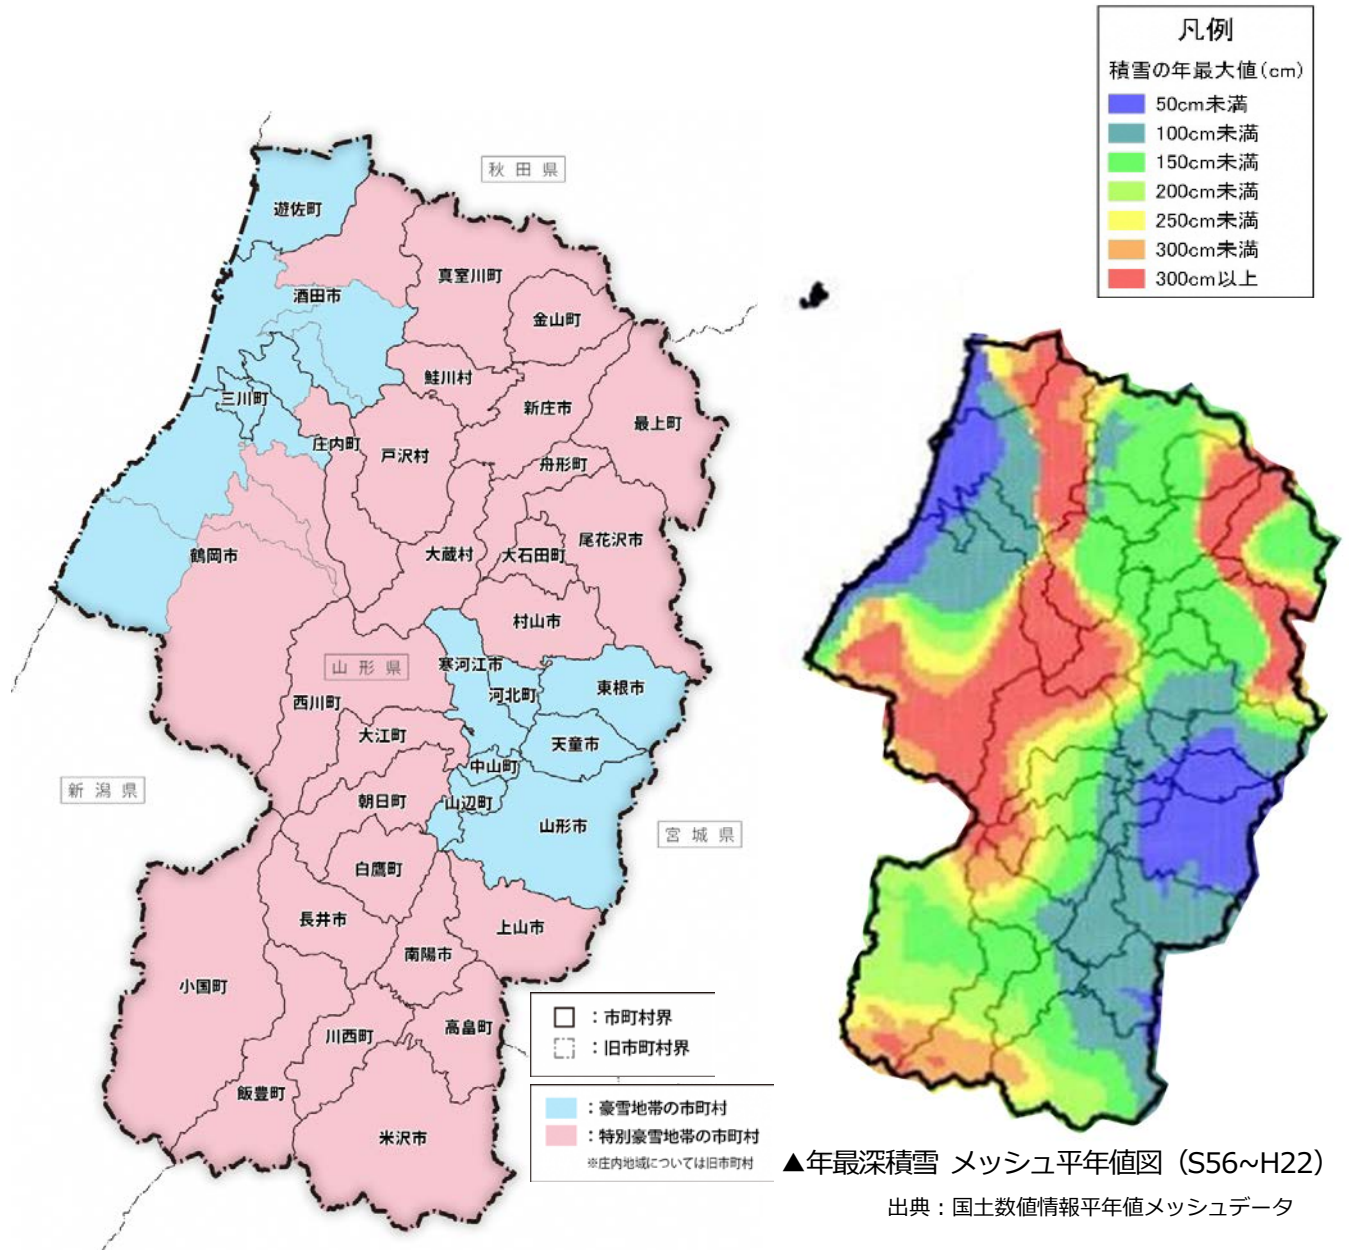 凡例
積雪の年最大値(cm)
50cm未満
100cm未満
150cm未満
200cm未満
250cm未満
300cm未満
300cm以上
秋田県
遊佐町
真室川町
酒田市
金山町
鮭川村
三川町
新庄市
最上町
庄内町
戸沢村
舟形町
鶴岡市
大蔵村
大石田町
尾花沢市
村山市
山形県
寒河江市
河北町
東根市
西川町
大江町
天童市
中山町
新潟県
朝日町
山辺町
山形市
宮城県
白鷹町
長井市
上山市
南陽市
小国町
川西町
高畠町
飯豊町
米沢市
：市町村界
：旧市町村界
：豪雪地帯の市町村
：特別豪雪地帯の市町村
※庄内地域については旧市町村
▲年最深積雪 メッシュ平年値図（S56~H22）
出典：国土数値情報平年値メッシュデータ